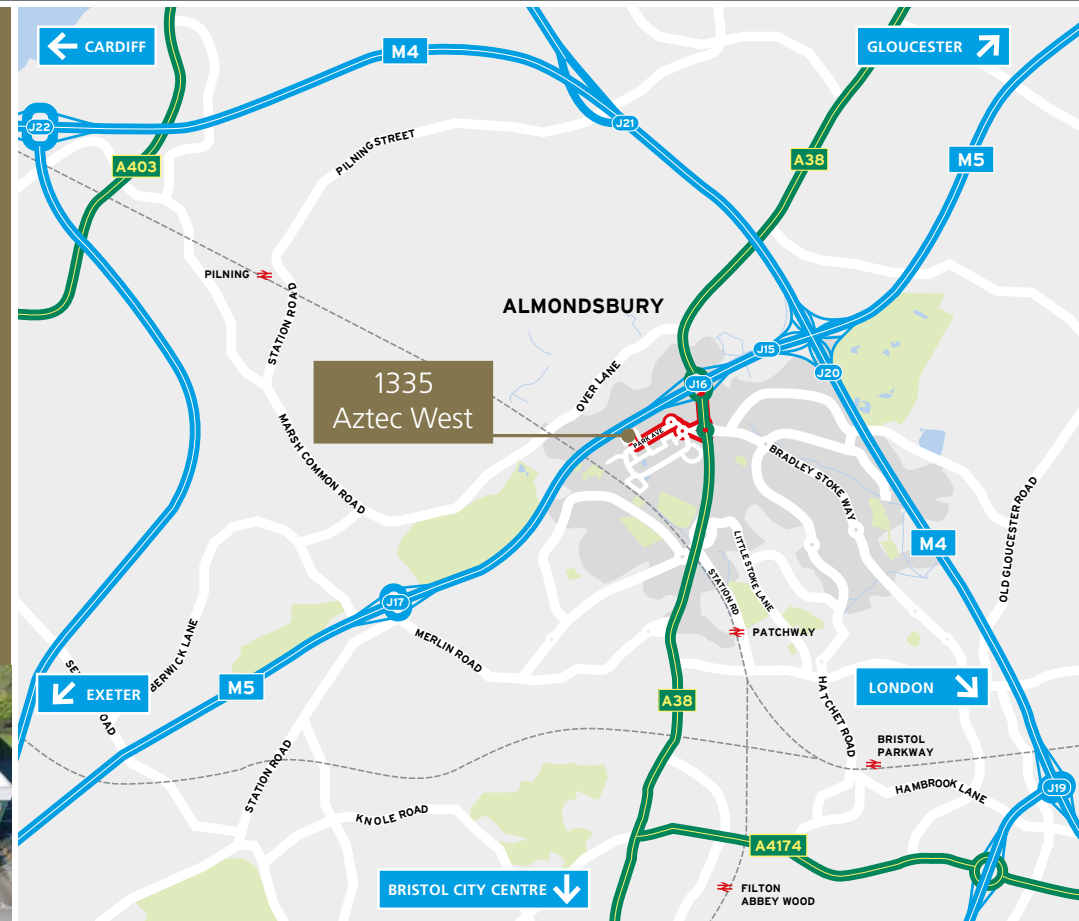 CARDIFF
M4
GLOUCESTER
J22
J21
PILNING STREET
A403
A38
M5
PILNING
STATION ROAD
ALMONDSBURY
J15
J16
J20
OVER LANE
1335
Aztec West
PARK AVE
MARSH COMMON ROAD
BRADLEY STOKE WAY
OLD GLOUCESTER ROAD
M4
LITTLE STOKE LANE
STATION RD
J17
PATCHWAY
MERLIN ROAD
BERWICK LANE
EXETER
M5
LONDON
A38
HATCHET ROAD
BRISTOL
PARKWAY
STATION ROAD
HAMBROOK LANE
J19
KNOLE ROAD
A4174
BRISTOL CITY CENTRE
FILTON
ABBEY WOOD